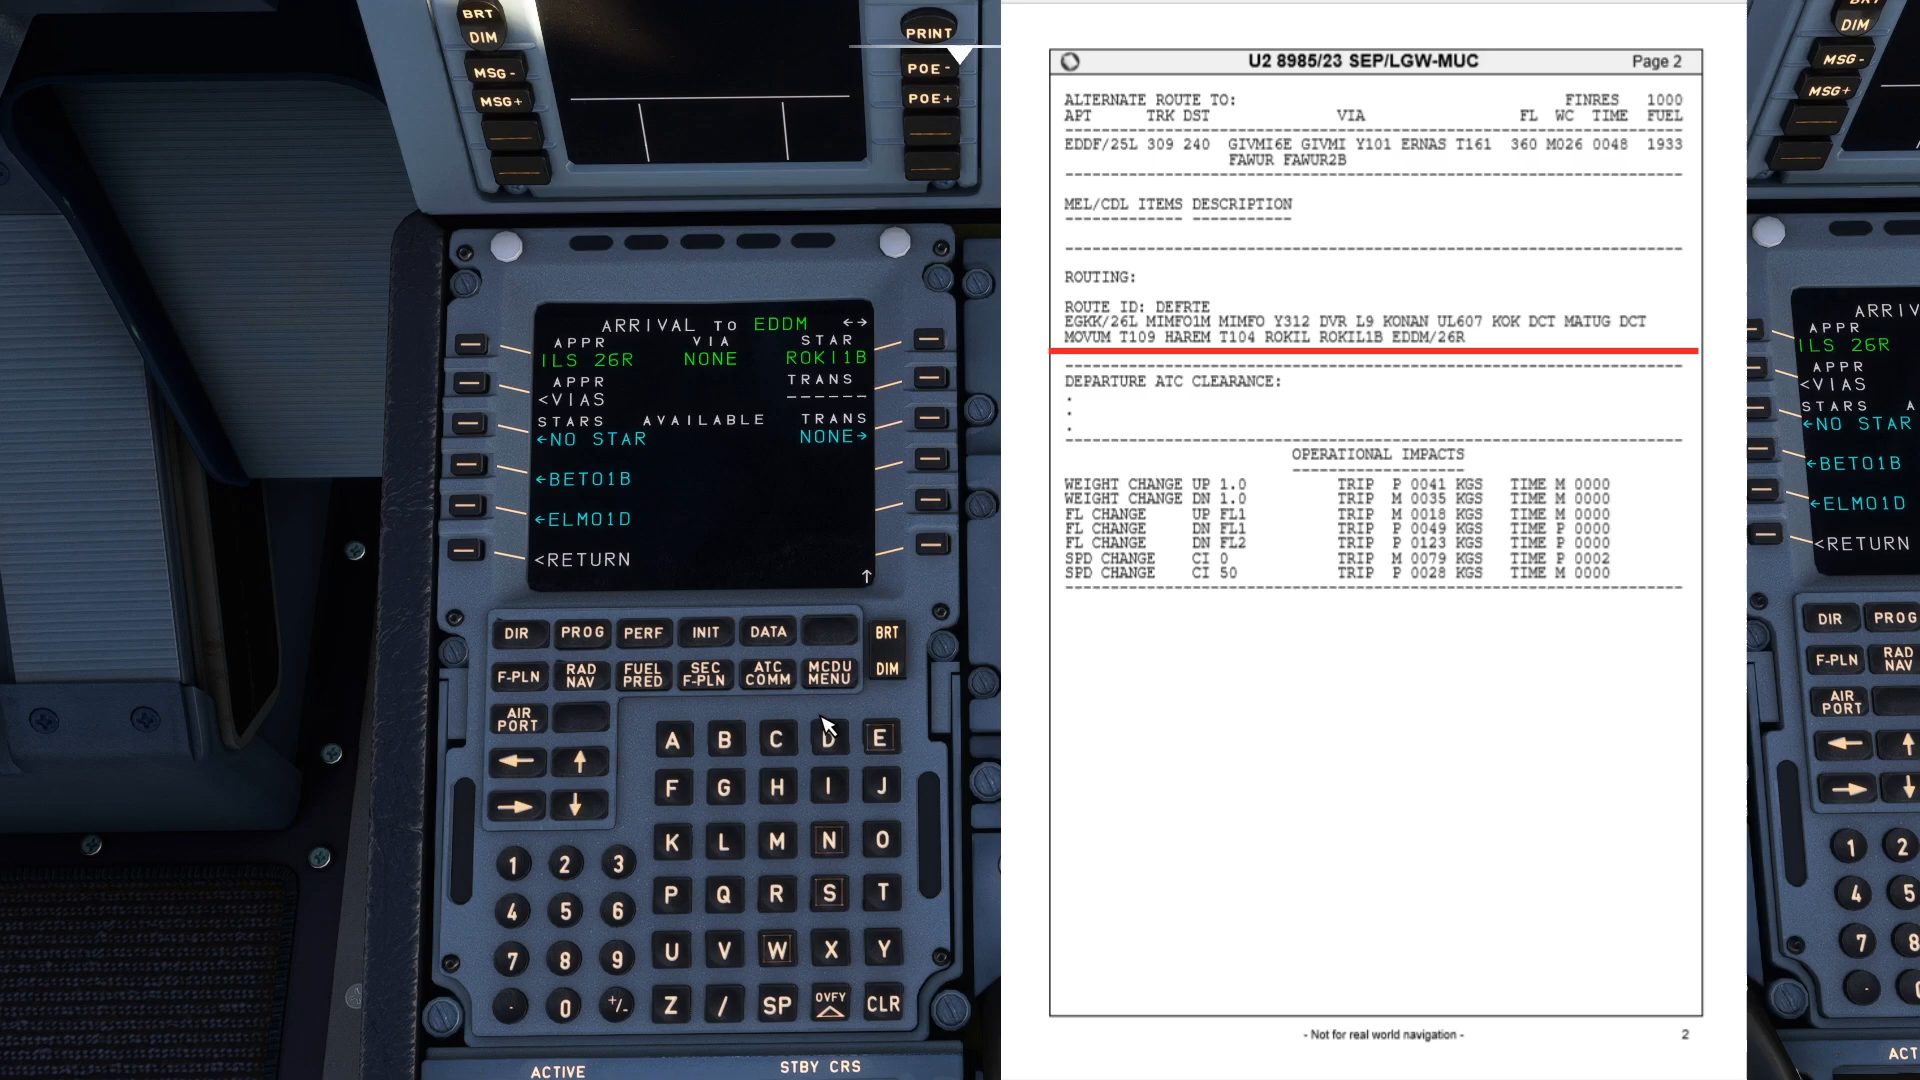 BRT
DIM
MSG-
MSG+
PRINT
POE-
POE+
ARRIVAL TO EDDM ←→
APPR VIA STAR
ILS 26R NONE ROKI1B
APPR TRANS
<VIAS ------
STARS AVAILABLE TRANS
←NO STAR NONE→
←BETO1B
←ELMO1D
<RETURN
↑
DIR PROG PERF INIT DATA BRT
F-PLN RAD NAV FUEL PRED SEC F-PLN ATC COMM MCDU MENU DIM
AIR PORT
← ↑
→ ↓
A B C D E
F G H I J
K L M N O
P Q R S T
U V W X Y
Z / SP OVFY CLR
1 2 3
4 5 6
7 8 9
. 0 +/-
ACTIVE STBY CRS
U2 8985/23 SEP/LGW-MUC Page 2
ALTERNATE ROUTE TO: FINRES 1000
APT TRK DST VIA FL WC TIME FUEL
EDDF/25L 309 240 GIVMI6E GIVMI Y101 ERNAS T161 360 M026 0048 1933
FAWUR FAWUR2B
MEL/CDL ITEMS DESCRIPTION
ROUTING:
ROUTE ID: DEFRTE
EGKK/26L MIMFO1M MIMFO Y312 DVR L9 KONAN UL607 KOK DCT MATUG DCT
MOVUM T109 HAREM T104 ROKIL ROKIL1B EDDM/26R
DEPARTURE ATC CLEARANCE:
.
.
.
OPERATIONAL IMPACTS
WEIGHT CHANGE UP 1.0 TRIP P 0041 KGS TIME M 0000
WEIGHT CHANGE DN 1.0 TRIP M 0035 KGS TIME M 0000
FL CHANGE UP FL1 TRIP M 0018 KGS TIME M 0000
FL CHANGE DN FL1 TRIP P 0049 KGS TIME P 0000
FL CHANGE DN FL2 TRIP P 0123 KGS TIME P 0000
SPD CHANGE CI 0 TRIP M 0079 KGS TIME P 0002
SPD CHANGE CI 50 TRIP P 0028 KGS TIME M 0000
- Not for real world navigation - 2
DIM
MSG-
MSG+
ARRIV
APPR
ILS 26R
APPR
<VIAS
STARS A
←NO STAR
←BETO1B
←ELMO1D
<RETURN
DIR PROG
F-PLN RAD NAV
AIR PORT
← ↑
→ ↓
1 2
4 5
7 8
.
ACT